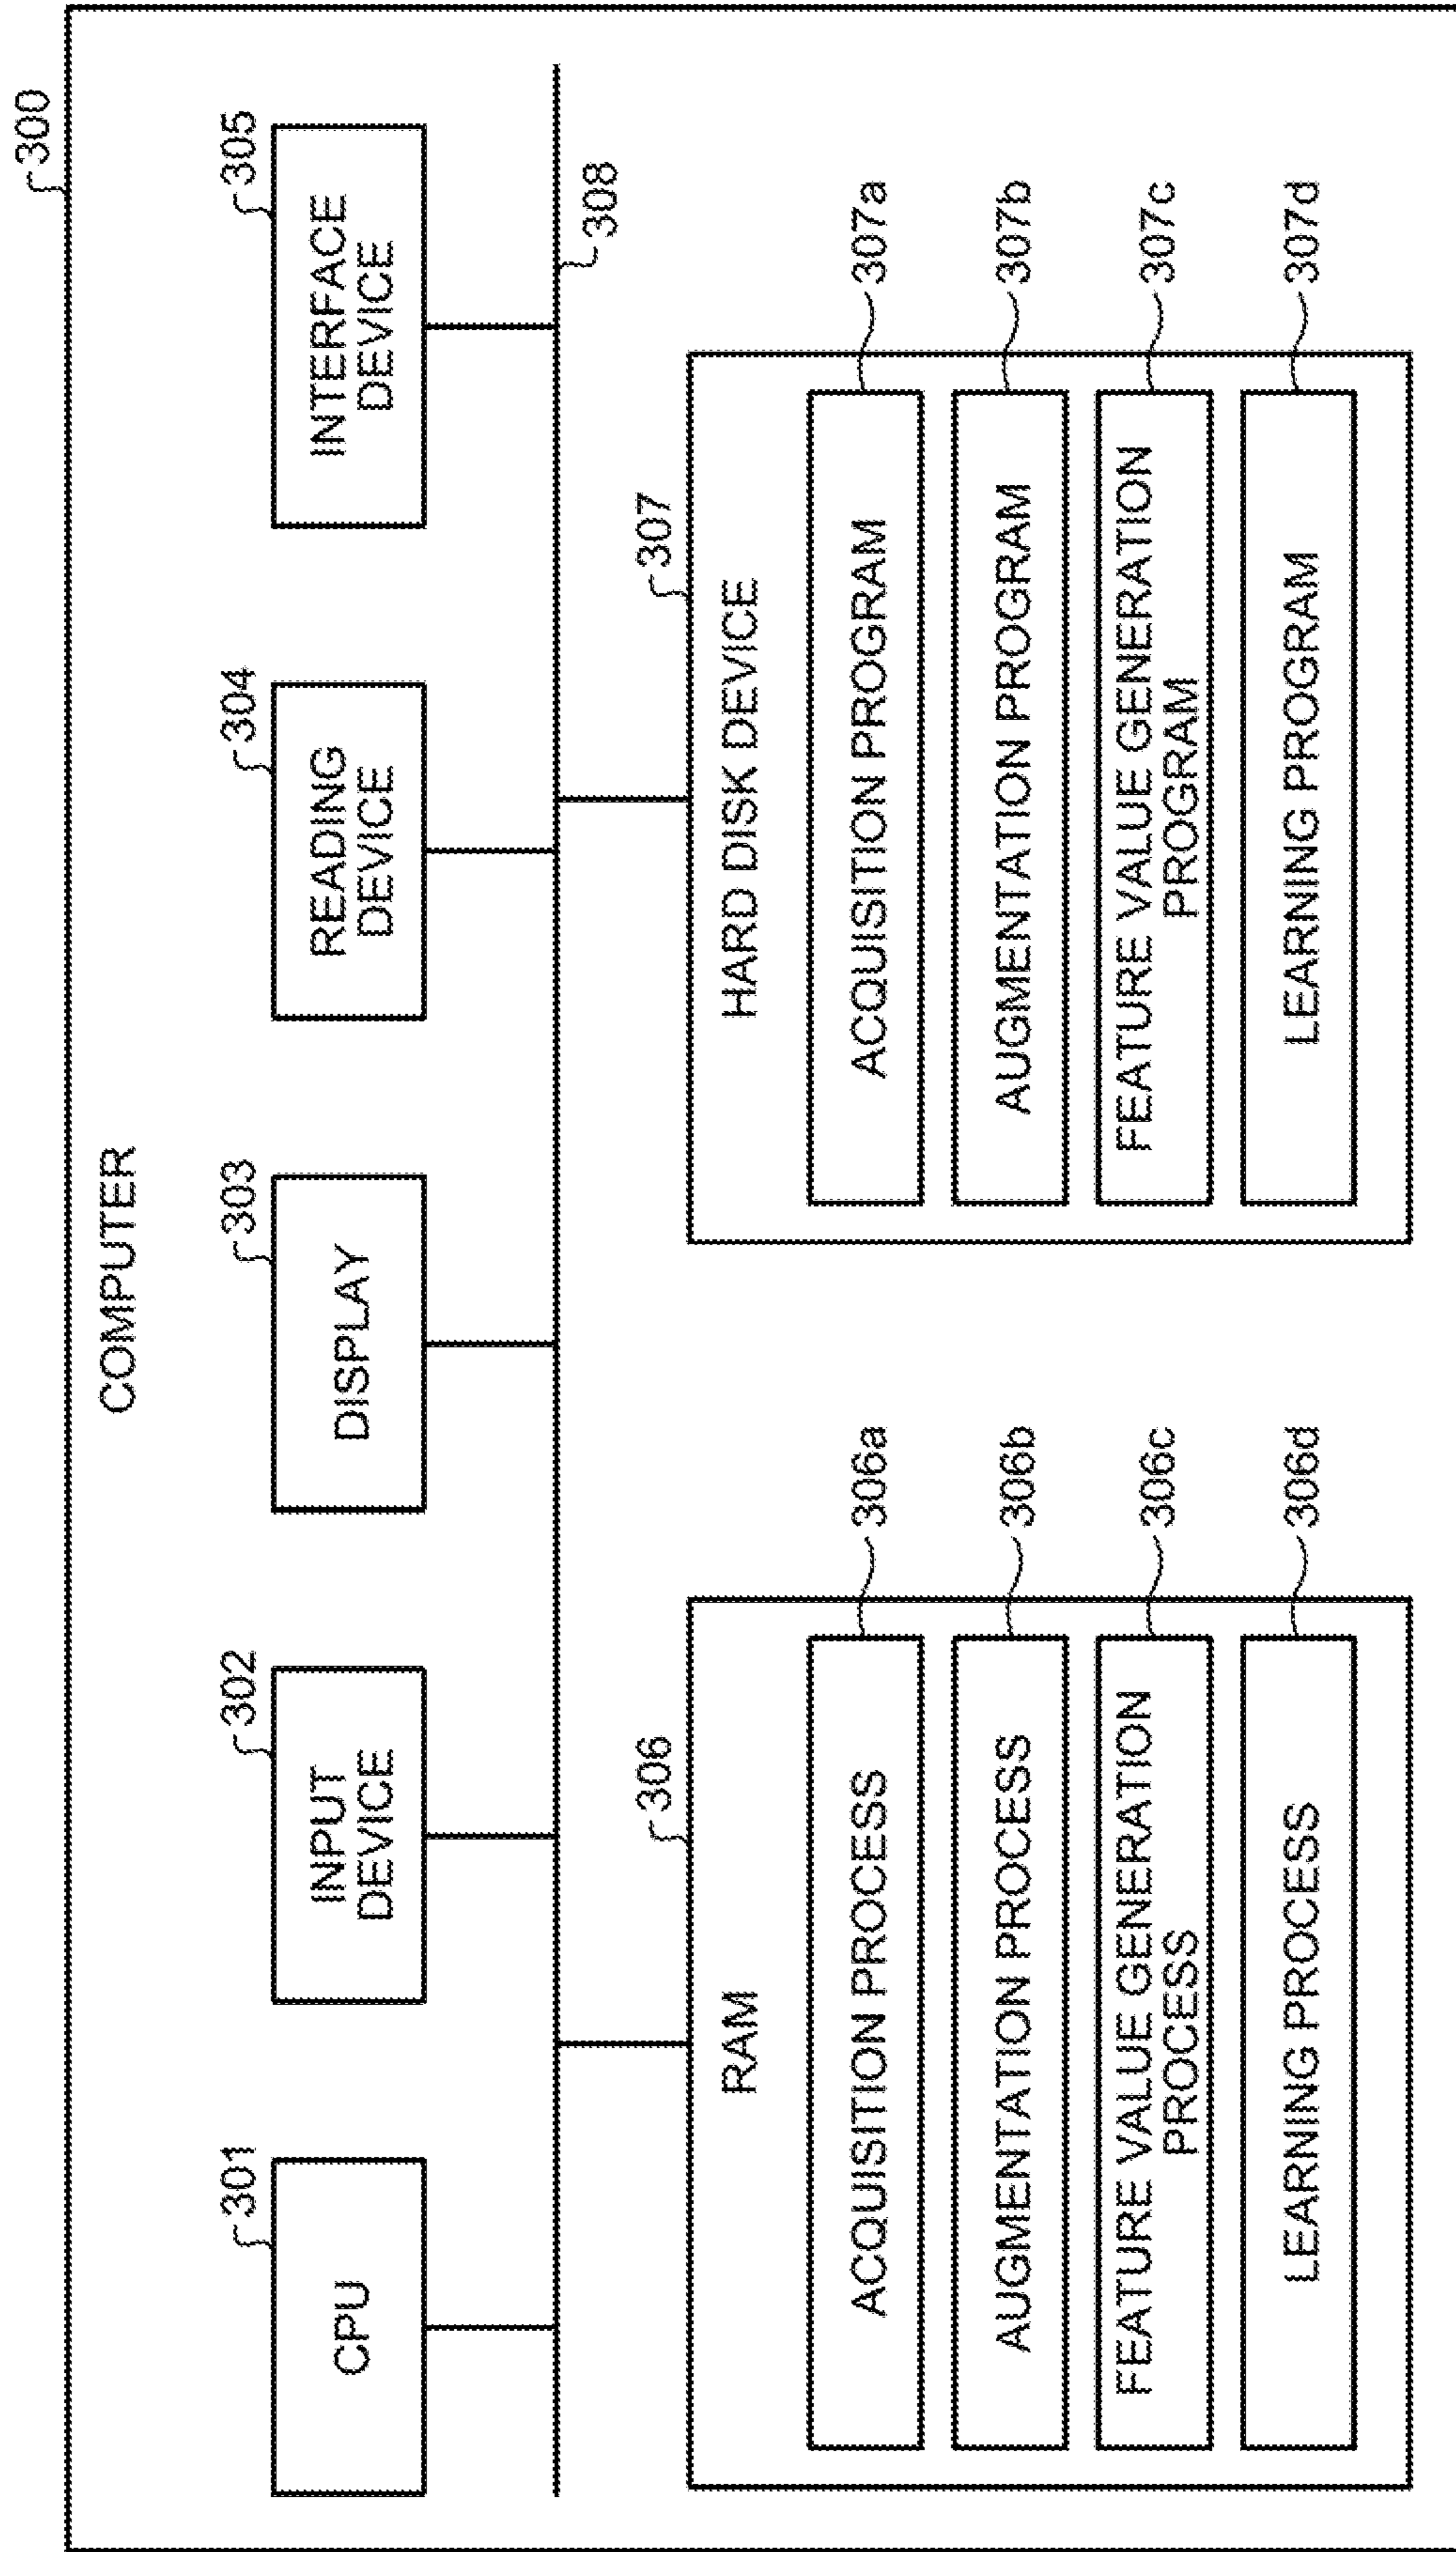 300
COMPUTER
301
CPU
302
INPUT
DEVICE
303
DISPLAY
304
READING
DEVICE
305
INTERFACE
DEVICE
308
306
RAM
ACQUISITION PROCESS
306a
AUGMENTATION PROCESS
306b
FEATURE VALUE GENERATION
PROCESS
306c
LEARNING PROCESS
306d
307
HARD DISK DEVICE
ACQUISITION PROGRAM
307a
AUGMENTATION PROGRAM
307b
FEATURE VALUE GENERATION
PROGRAM
307c
LEARNING PROGRAM
307d